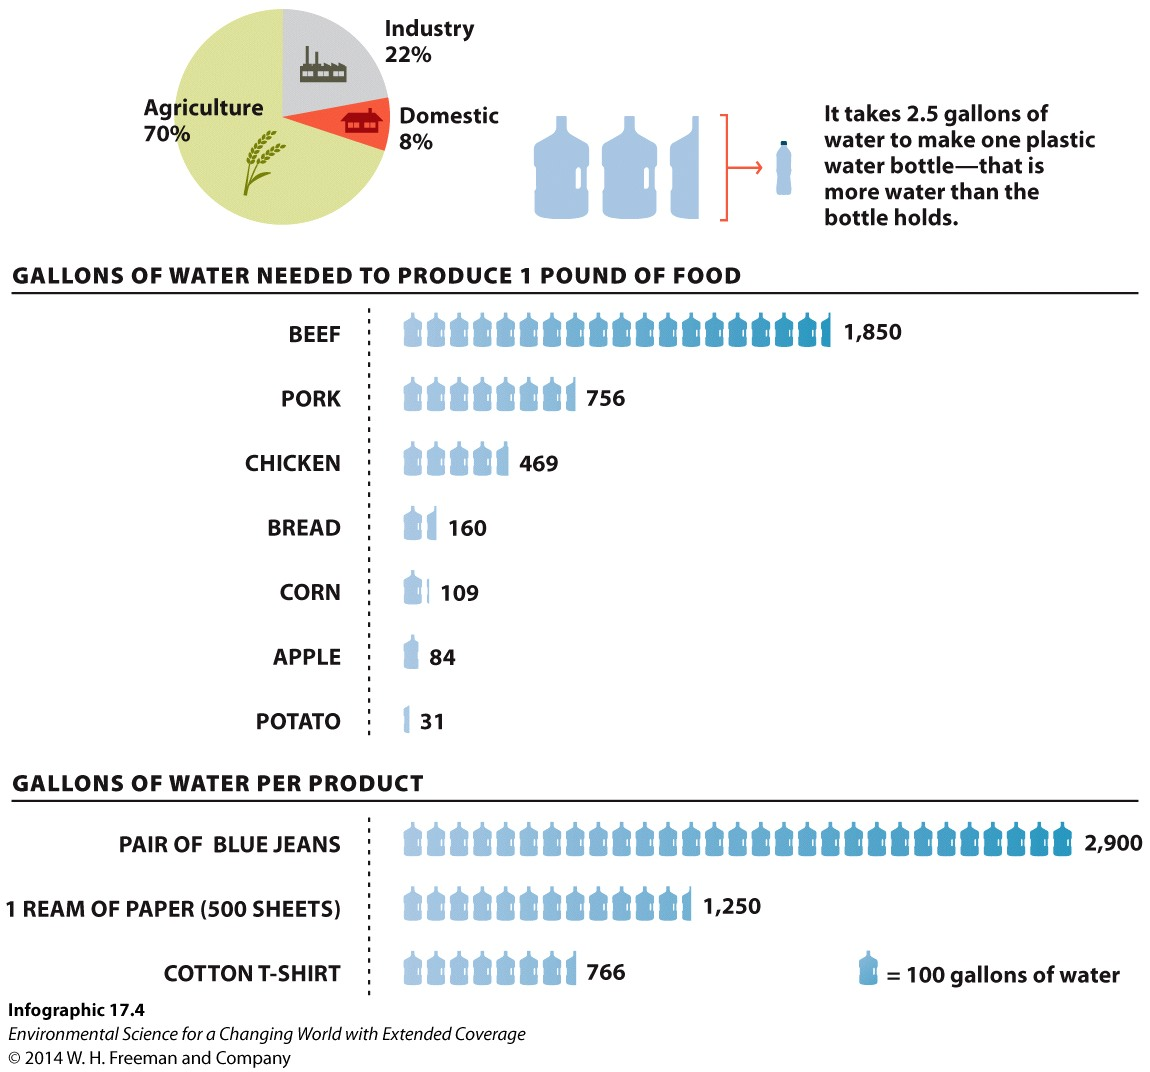 Industry
22%
Agriculture
70%
Domestic
8%
It takes 2.5 gallons of
water to make one plastic
water bottle—that is
more water than the
bottle holds.
GALLONS OF WATER NEEDED TO PRODUCE 1 POUND OF FOOD
BEEF 1,850
PORK 756
CHICKEN 469
BREAD 160
CORN 109
APPLE 84
POTATO 31
GALLONS OF WATER PER PRODUCT
PAIR OF BLUE JEANS 2,900
1 REAM OF PAPER (500 SHEETS) 1,250
COTTON T-SHIRT 766
= 100 gallons of water
Infographic 17.4
Environmental Science for a Changing World with Extended Coverage
© 2014 W. H. Freeman and Company